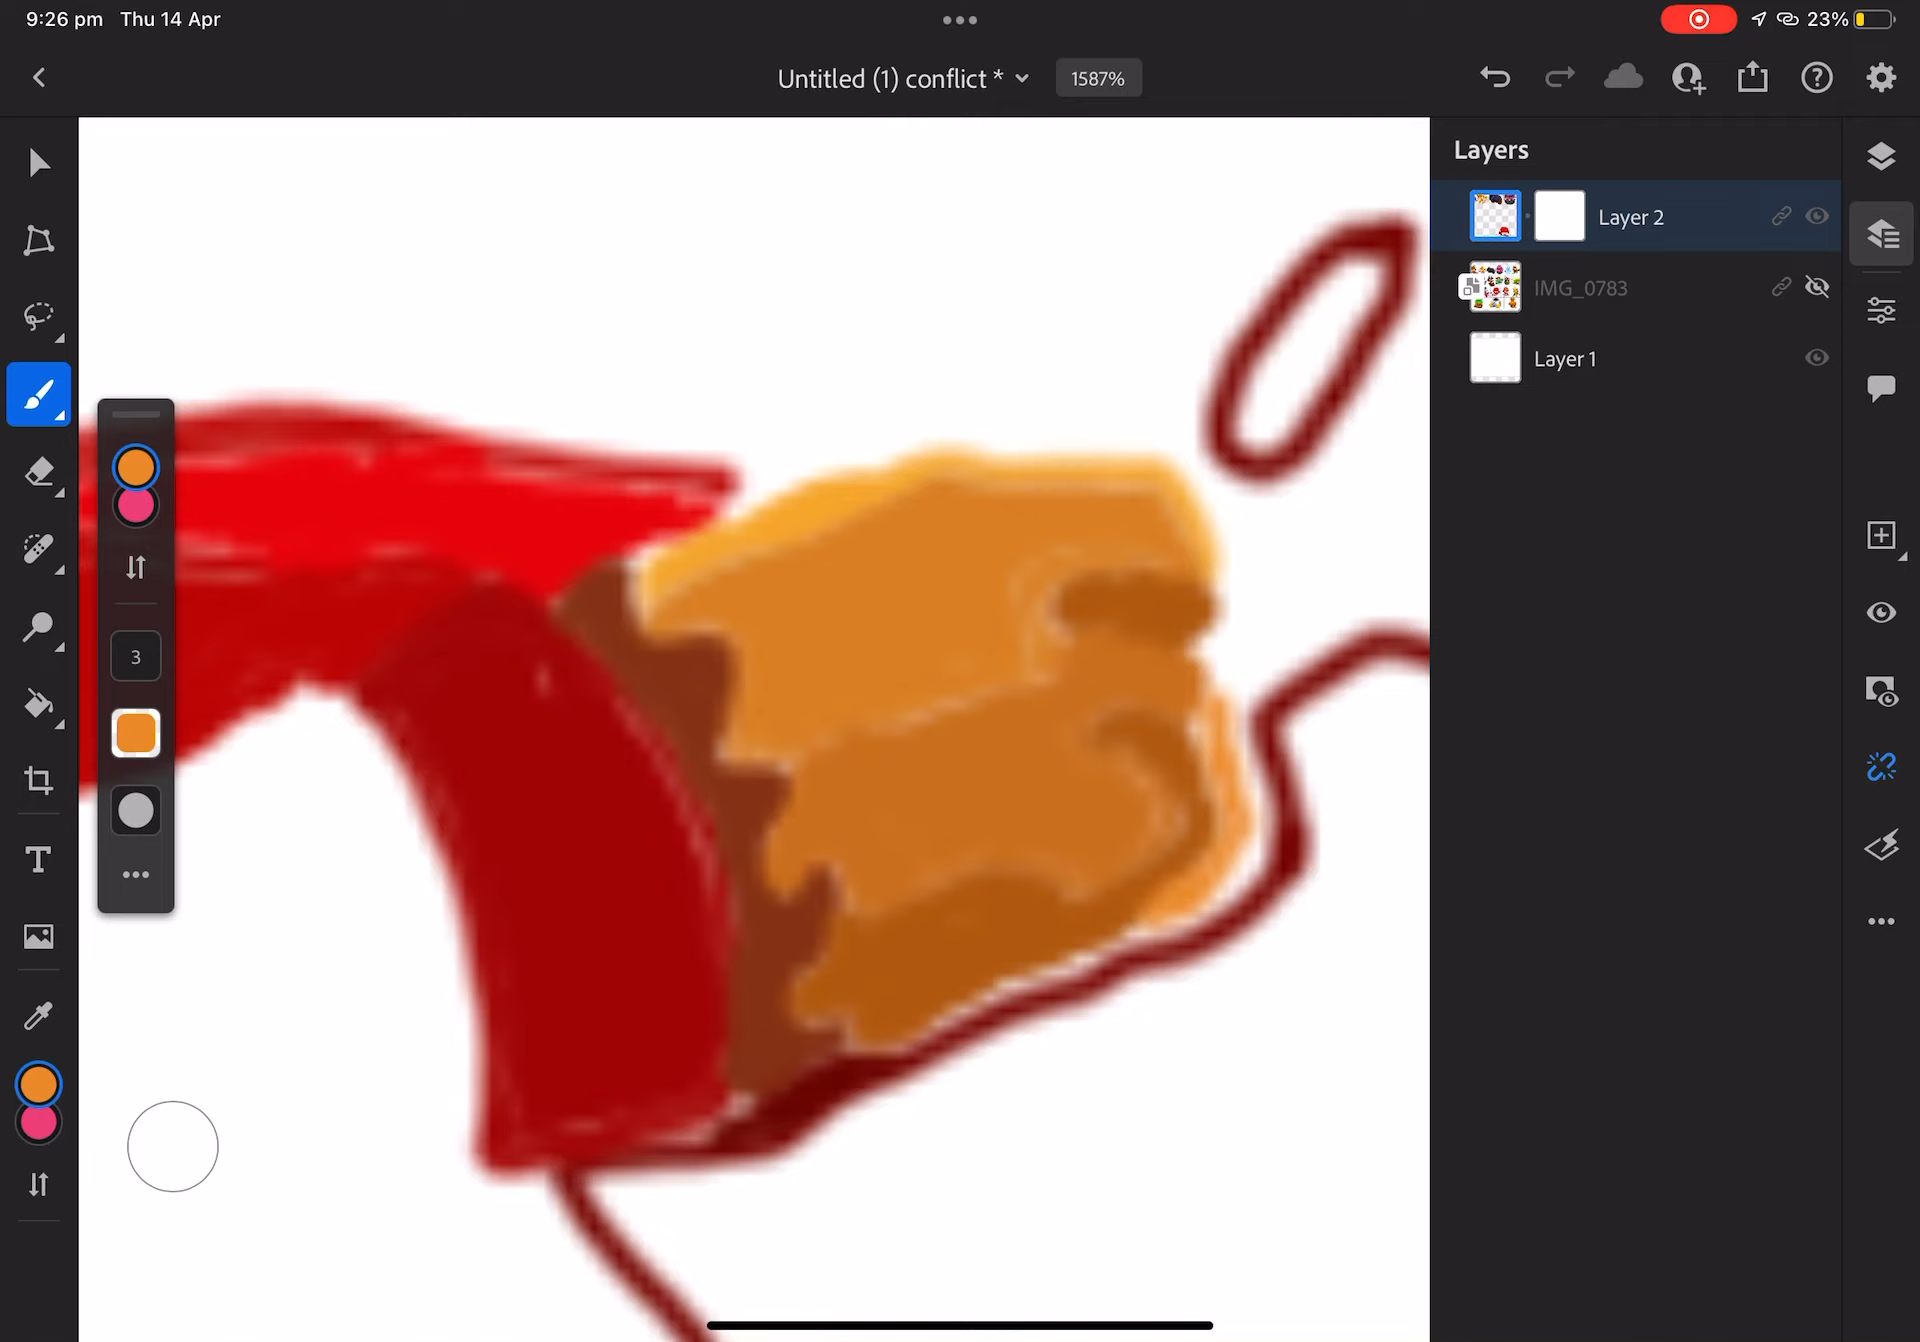 9:26 pm Thu 14 Apr
23%
Untitled (1) conflict *
1587%
Layers
Layer 2
IMG_0783
Layer 1
3
T